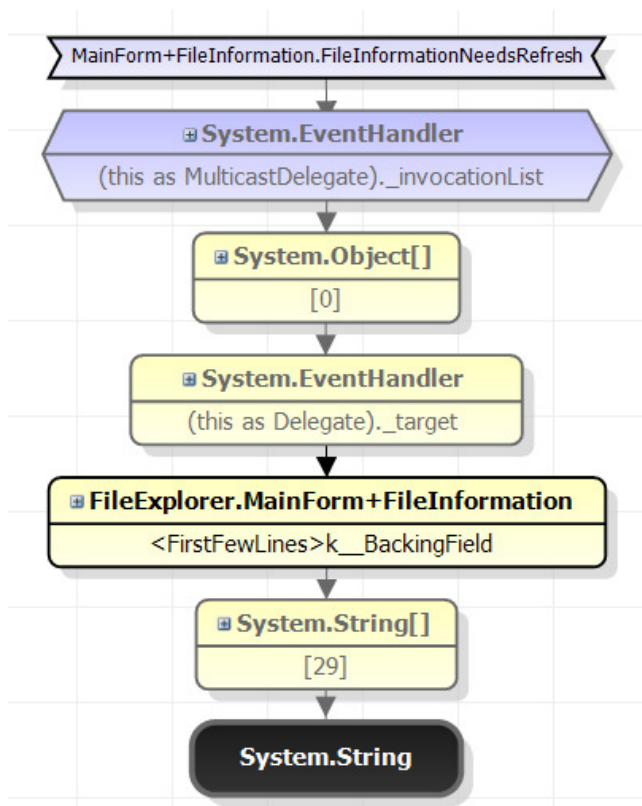 MainForm+FileInformation.FileInformationNeedsRefresh
System.EventHandler
(this as MulticastDelegate)._invocationList
System.Object[]
[0]
System.EventHandler
(this as Delegate)._target
FileExplorer.MainForm+FileInformation
<FirstFewLines>k__BackingField
System.String[]
[29]
System.String